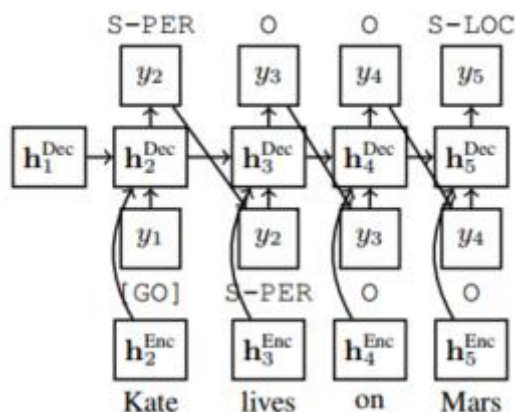 S-PER O O S-LOC
y2 y3 y4 y5
h1Dec h2Dec h3Dec h4Dec h5Dec
y1 y2 y3 y4
[GO] S-PER O O
h2Enc h3Enc h4Enc h5Enc
Kate lives on Mars